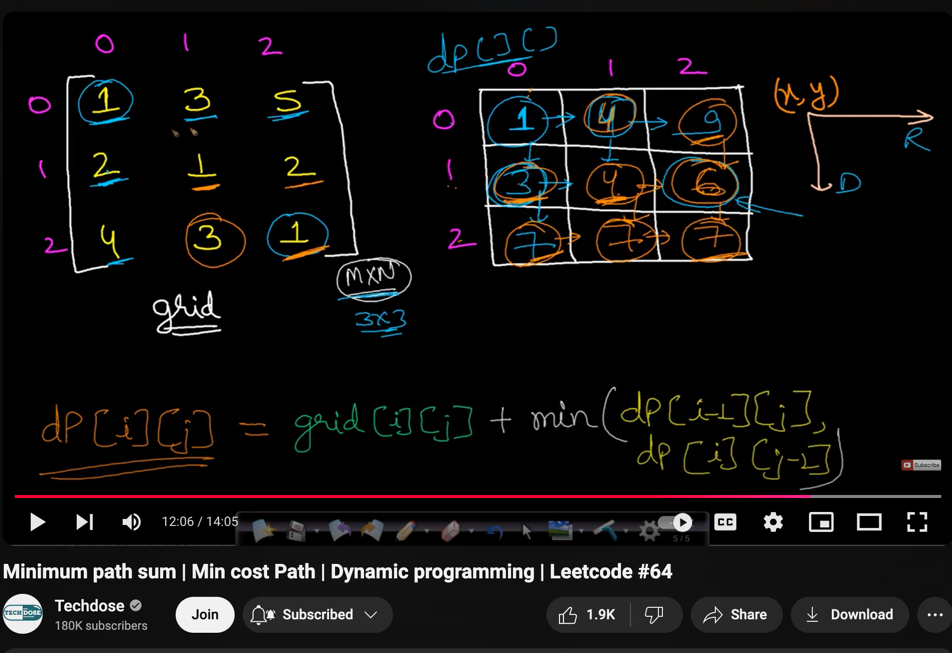 0 1 2
dp[][]
0 1 2
0 1 3 5
0 1 4 9
(x,y)
R
1 2 1 2
1 3 4 6
D
2 4 3 1
2 7 7 7
MXN
grid
3X3
dp[i][j] = grid[i][j] + min(dp[i-1][j],
dp[i][j-1])
Subscribe
12:06 / 14:05
5/5
CC
Minimum path sum | Min cost Path | Dynamic programming | Leetcode #64
TECH DOSE
Techdose
180K subscribers
Join
Subscribed
1.9K
Share
Download